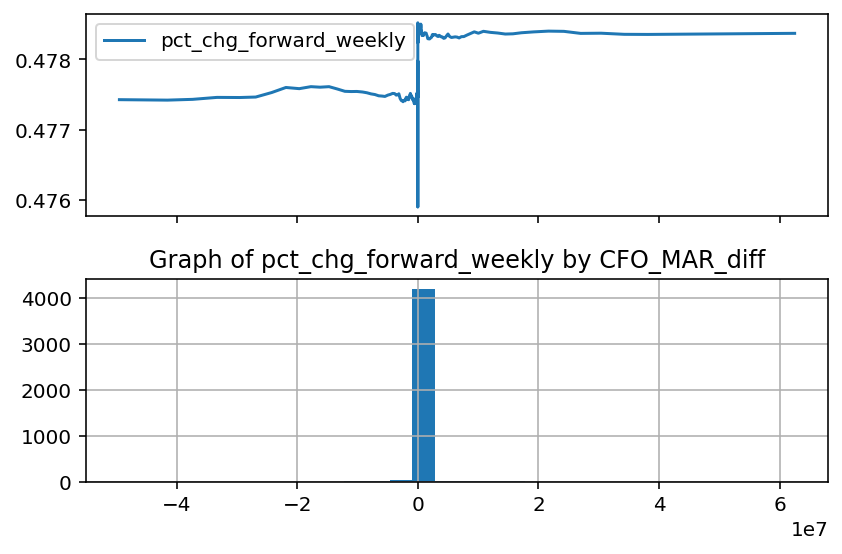 pct_chg_forward_weekly
0.478
0.477
0.476
Graph of pct_chg_forward_weekly by CFO_MAR_diff
4000
3000
2000
1000
0
−4 −2 0 2 4 6
1e7